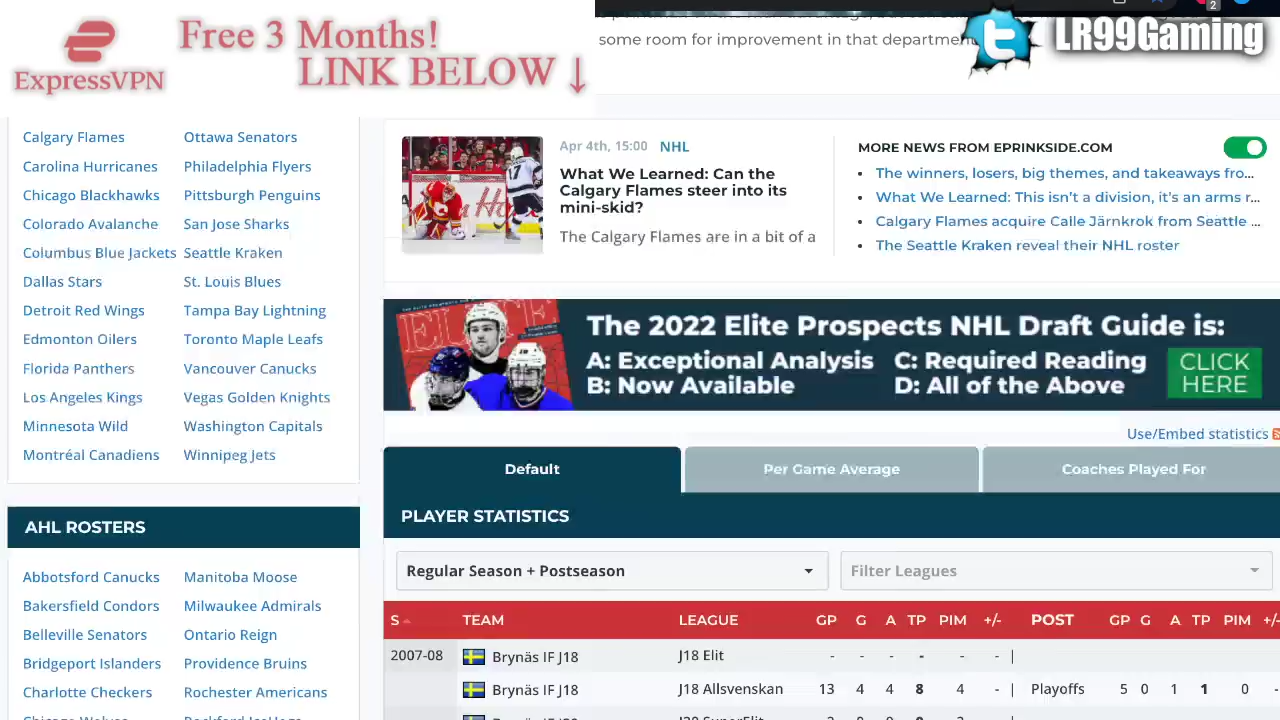 ExpressVPN
Free 3 Months!
LINK BELOW ↓
2
some room for improvement in that department
LR99Gaming
Calgary Flames Ottawa Senators
Carolina Hurricanes Philadelphia Flyers
Chicago Blackhawks Pittsburgh Penguins
Colorado Avalanche San Jose Sharks
Columbus Blue Jackets Seattle Kraken
Dallas Stars St. Louis Blues
Detroit Red Wings Tampa Bay Lightning
Edmonton Oilers Toronto Maple Leafs
Florida Panthers Vancouver Canucks
Los Angeles Kings Vegas Golden Knights
Minnesota Wild Washington Capitals
Montréal Canadiens Winnipeg Jets
AHL ROSTERS
Abbotsford Canucks Manitoba Moose
Bakersfield Condors Milwaukee Admirals
Belleville Senators Ontario Reign
Bridgeport Islanders Providence Bruins
Charlotte Checkers Rochester Americans
Apr 4th, 15:00 NHL
What We Learned: Can the
Calgary Flames steer into its
mini-skid?
The Calgary Flames are in a bit of a
MORE NEWS FROM EPRINKSIDE.COM
• The winners, losers, big themes, and takeaways fro...
• What We Learned: This isn't a division, it's an arms r...
• Calgary Flames acquire Calle Järnkrok from Seattle ...
• The Seattle Kraken reveal their NHL roster
ELITE
The 2022 Elite Prospects NHL Draft Guide is:
A: Exceptional Analysis C: Required Reading
B: Now Available D: All of the Above
CLICK
HERE
Use/Embed statistics
Default Per Game Average Coaches Played For
PLAYER STATISTICS
Regular Season + Postseason Filter Leagues
S TEAM LEAGUE GP G A TP PIM +/- POST GP G A TP PIM +/-
2007-08 Brynäs IF J18 J18 Elit - - - - - - |
Brynäs IF J18 J18 Allsvenskan 13 4 4 8 4 - | Playoffs 5 0 1 1 0 -